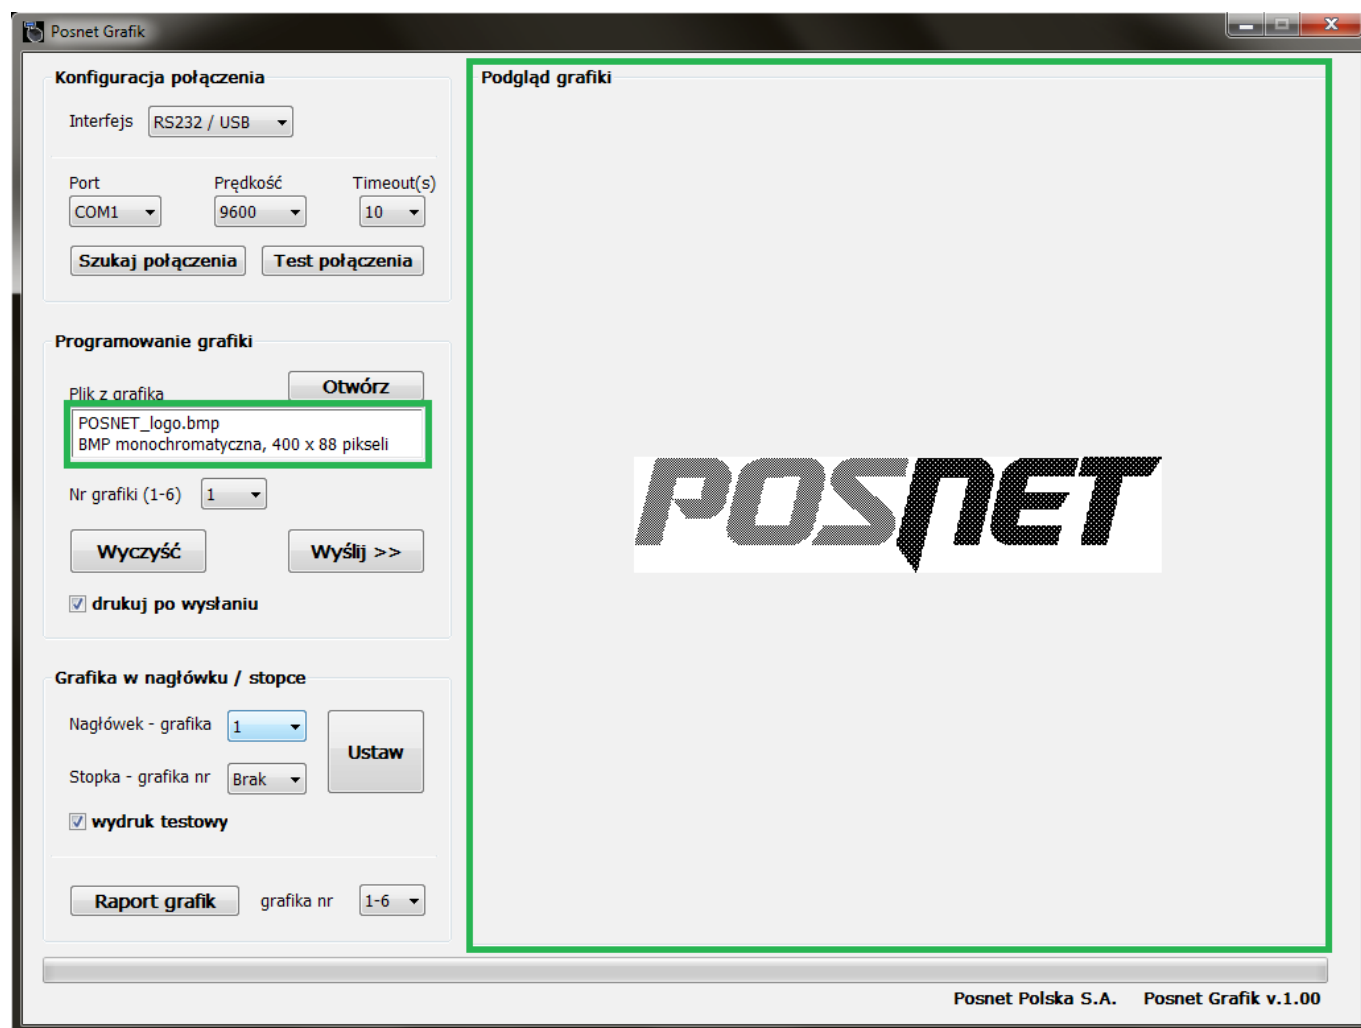 Posnet Grafik
Konfiguracja połączenia
Interfejs RS232 / USB
Port Prędkość Timeout(s)
COM1 9600 10
Szukaj połączenia Test połączenia
Programowanie grafiki
Plik z grafika Otwórz
POSNET_logo.bmp
BMP monochromatyczna, 400 x 88 pikseli
Nr grafiki (1-6) 1
Wyczyść Wyślij >>
drukuj po wysłaniu
Grafika w nagłówku / stopce
Nagłówek - grafika 1
Ustaw
Stopka - grafika nr Brak
wydruk testowy
Raport grafik grafika nr 1-6
Podgląd grafiki
POSNET
Posnet Polska S.A. Posnet Grafik v.1.00